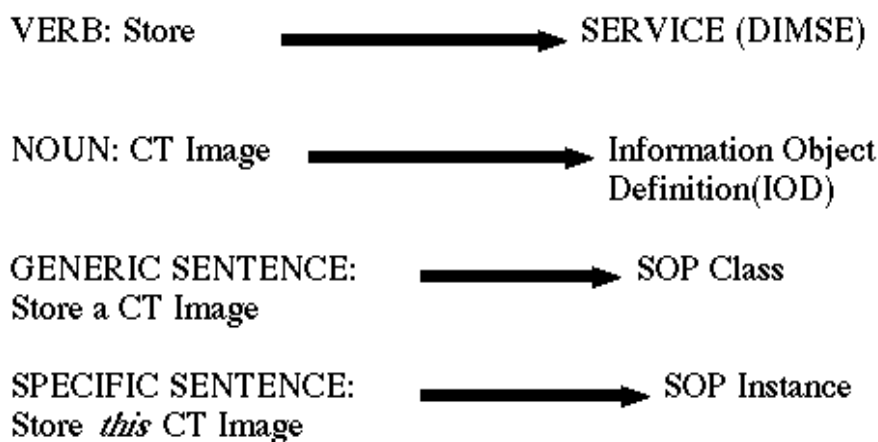 VERB: Store
SERVICE (DIMSE)
NOUN: CT Image
Information Object
Definition(IOD)
GENERIC SENTENCE:
Store a CT Image
SOP Class
SPECIFIC SENTENCE:
Store this CT Image
SOP Instance